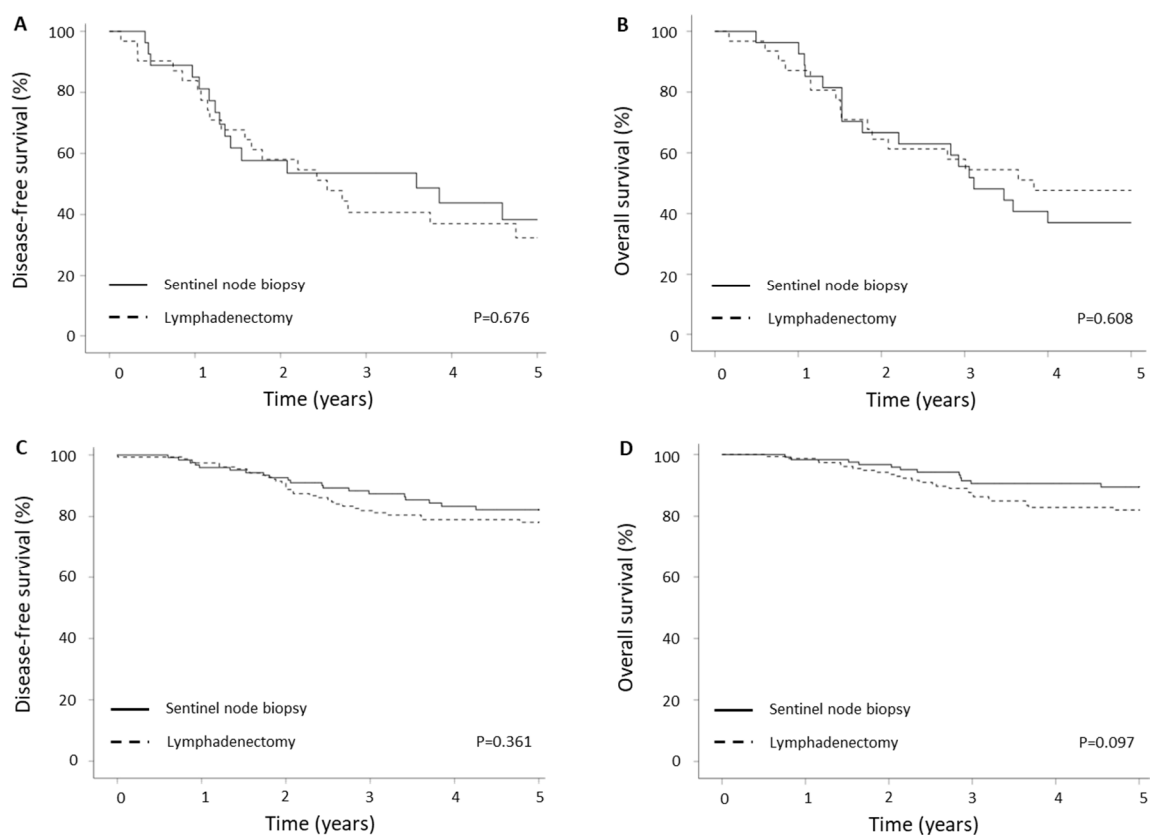 A
Disease-free survival (%)
100
80
60
40
20
0
Sentinel node biopsy
Lymphadenectomy
P=0.676
0 1 2 3 4 5
Time (years)
B
Overall survival (%)
100
80
60
40
20
0
Sentinel node biopsy
Lymphadenectomy
P=0.608
0 1 2 3 4 5
Time (years)
C
Disease-free survival (%)
100
80
60
40
20
0
Sentinel node biopsy
Lymphadenectomy
P=0.361
0 1 2 3 4 5
Time (years)
D
Overall survival (%)
100
80
60
40
20
0
Sentinel node biopsy
Lymphadenectomy
P=0.097
0 1 2 3 4 5
Time (years)